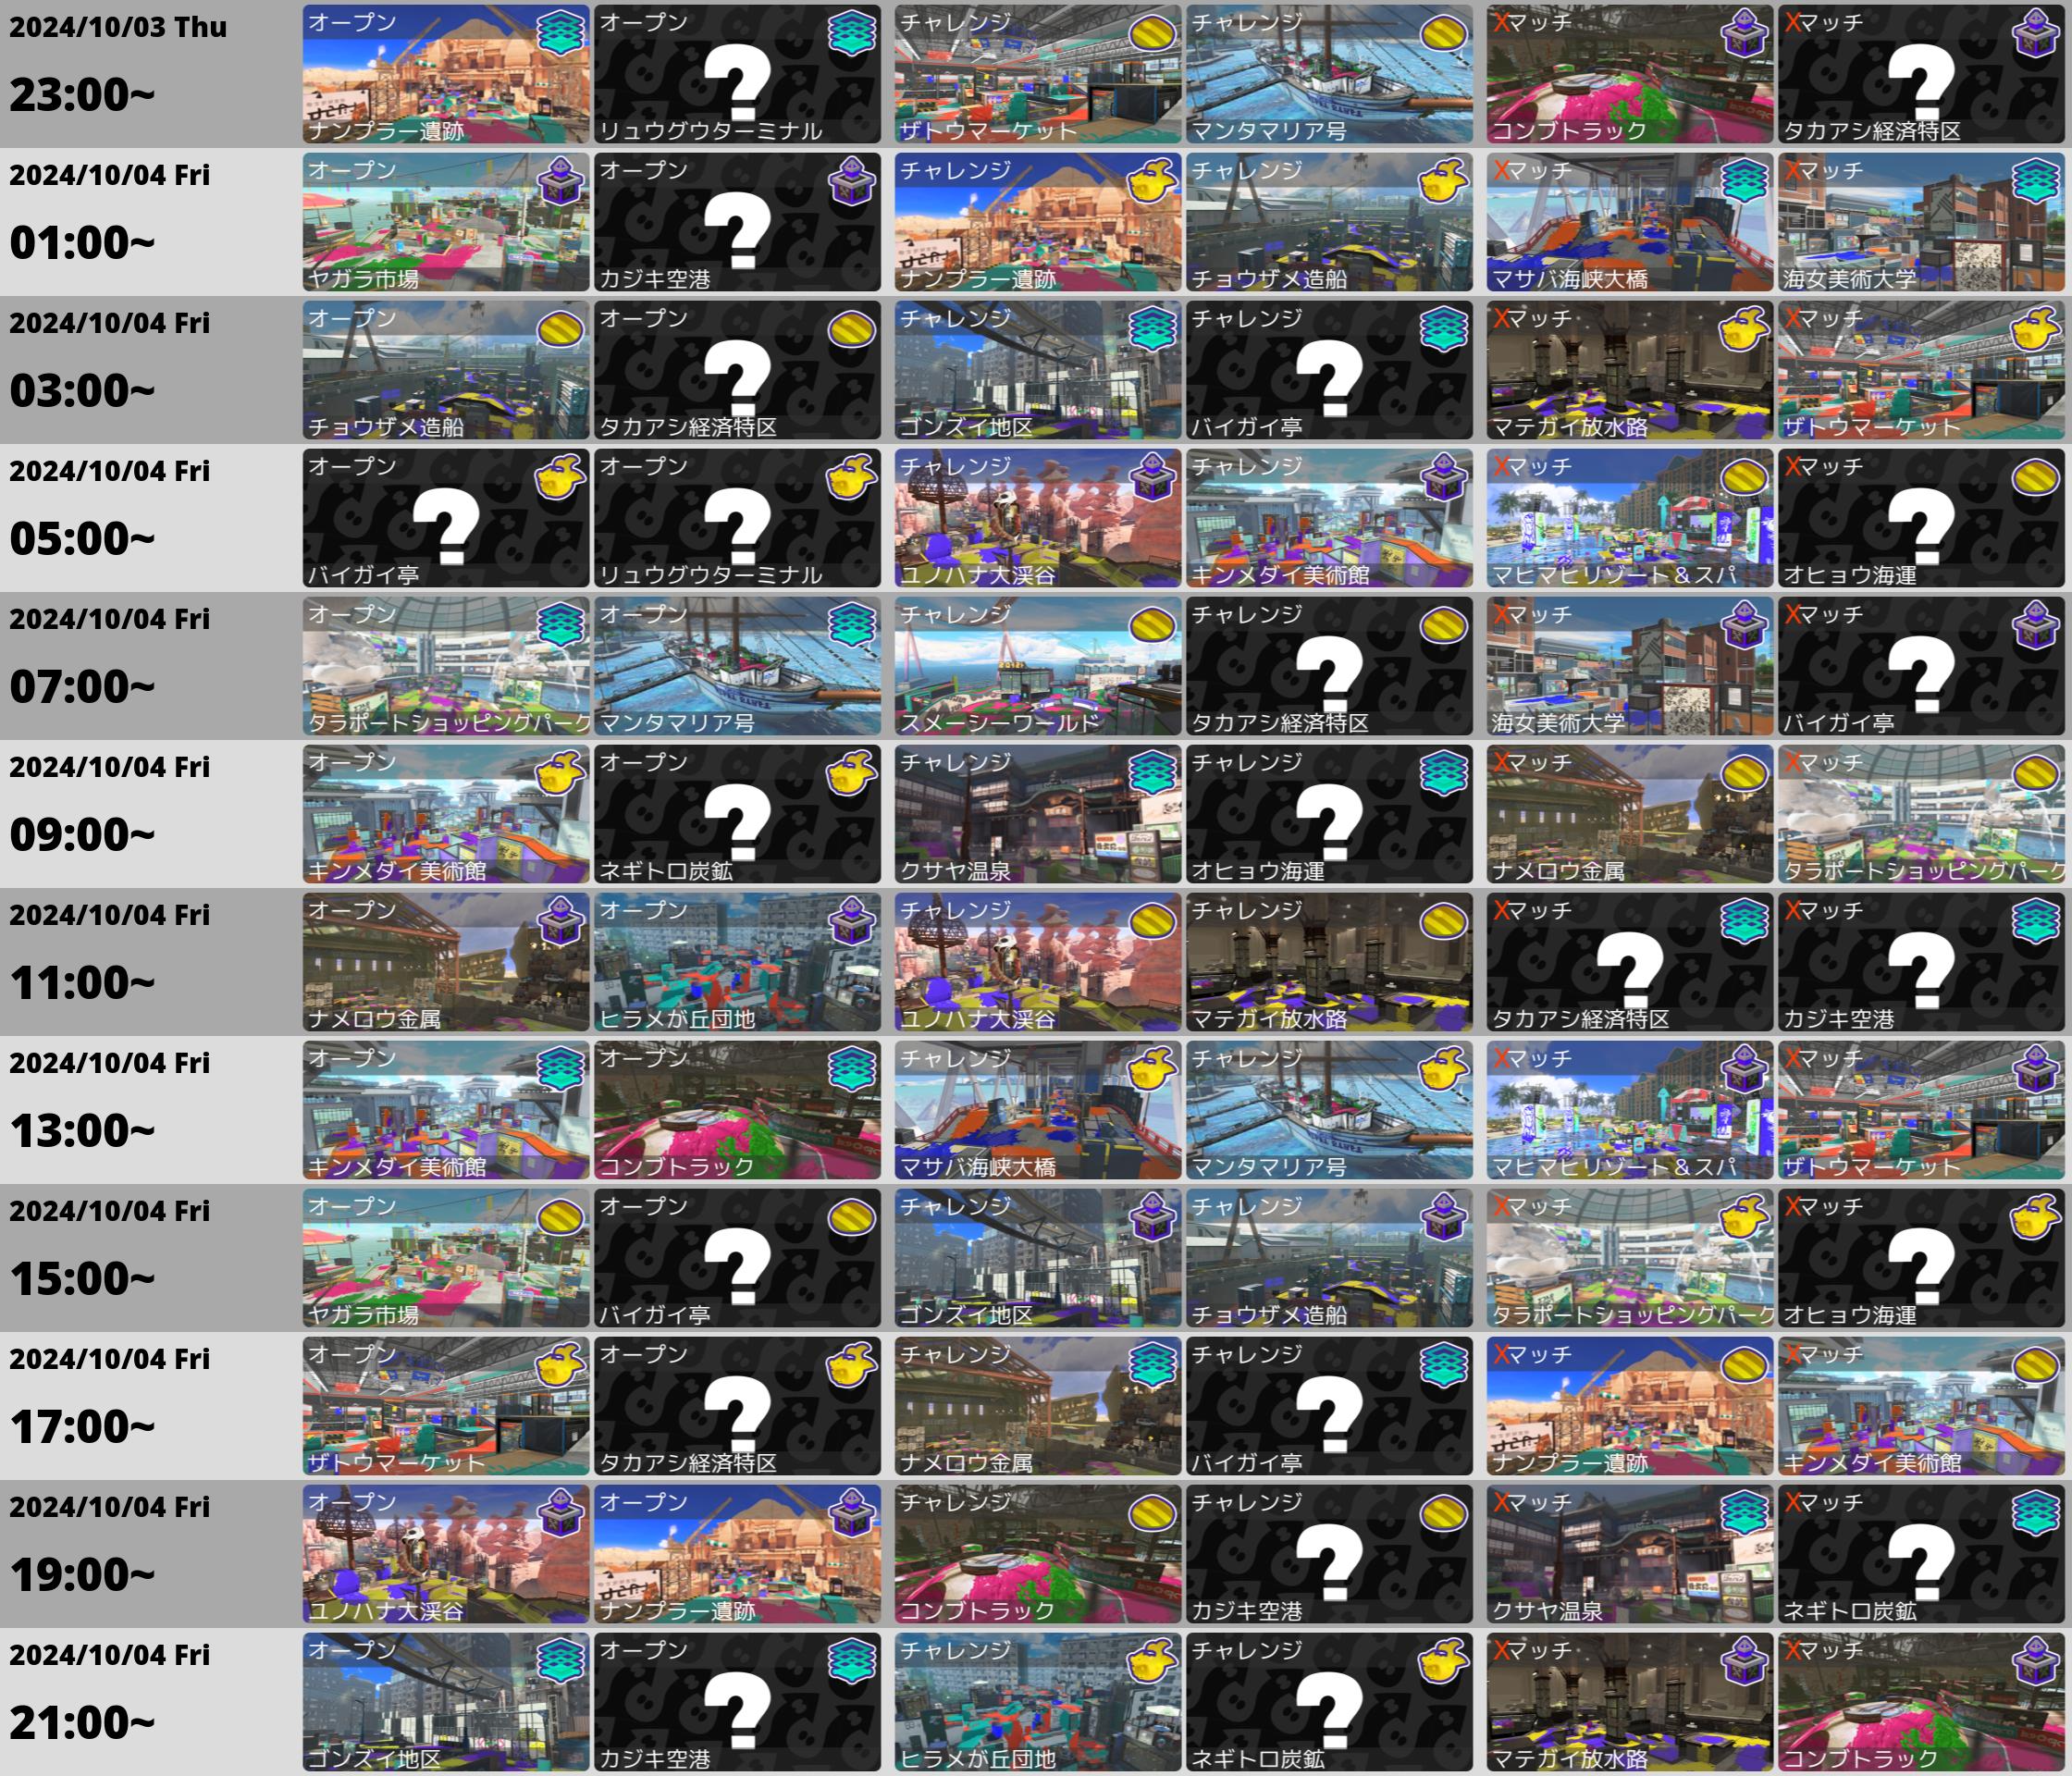 2024/10/03 Thu
23:00~
オープン
ナンプラー遺跡
オープン
リュウグウターミナル
チャレンジ
ザトウマーケット
チャレンジ
マンタマリア号
Xマッチ
コンブトラック
Xマッチ
タカアシ経済特区
2024/10/04 Fri
01:00~
オープン
ヤガラ市場
オープン
カジキ空港
チャレンジ
ナンプラー遺跡
チャレンジ
チョウザメ造船
Xマッチ
マサバ海峡大橋
Xマッチ
海女美術大学
2024/10/04 Fri
03:00~
オープン
チョウザメ造船
オープン
タカアシ経済特区
チャレンジ
ゴンズイ地区
チャレンジ
バイガイ亭
Xマッチ
マテガイ放水路
Xマッチ
ザトウマーケット
2024/10/04 Fri
05:00~
オープン
バイガイ亭
オープン
リュウグウターミナル
チャレンジ
ユノハナ大渓谷
チャレンジ
キンメダイ美術館
Xマッチ
マヒマヒリゾート＆スパ
Xマッチ
オヒョウ海運
2024/10/04 Fri
07:00~
オープン
タラポートショッピングパーク
オープン
マンタマリア号
チャレンジ
スメーシーワールド
チャレンジ
タカアシ経済特区
Xマッチ
海女美術大学
Xマッチ
バイガイ亭
2024/10/04 Fri
09:00~
オープン
キンメダイ美術館
オープン
ネギトロ炭鉱
チャレンジ
クサヤ温泉
チャレンジ
オヒョウ海運
Xマッチ
ナメロウ金属
Xマッチ
タラポートショッピングパーク
2024/10/04 Fri
11:00~
オープン
ナメロウ金属
オープン
ヒラメが丘団地
チャレンジ
ユノハナ大渓谷
チャレンジ
マテガイ放水路
Xマッチ
タカアシ経済特区
Xマッチ
カジキ空港
2024/10/04 Fri
13:00~
オープン
キンメダイ美術館
オープン
コンブトラック
チャレンジ
マサバ海峡大橋
チャレンジ
マンタマリア号
Xマッチ
マヒマヒリゾート＆スパ
Xマッチ
ザトウマーケット
2024/10/04 Fri
15:00~
オープン
ヤガラ市場
オープン
バイガイ亭
チャレンジ
ゴンズイ地区
チャレンジ
チョウザメ造船
Xマッチ
タラポートショッピングパーク
Xマッチ
オヒョウ海運
2024/10/04 Fri
17:00~
オープン
ザトウマーケット
オープン
タカアシ経済特区
チャレンジ
ナメロウ金属
チャレンジ
バイガイ亭
Xマッチ
ナンプラー遺跡
Xマッチ
キンメダイ美術館
2024/10/04 Fri
19:00~
オープン
ユノハナ大渓谷
オープン
ナンプラー遺跡
チャレンジ
コンブトラック
チャレンジ
カジキ空港
Xマッチ
クサヤ温泉
Xマッチ
ネギトロ炭鉱
2024/10/04 Fri
21:00~
オープン
ゴンズイ地区
オープン
カジキ空港
チャレンジ
ヒラメが丘団地
チャレンジ
ネギトロ炭鉱
Xマッチ
マテガイ放水路
Xマッチ
コンブトラック